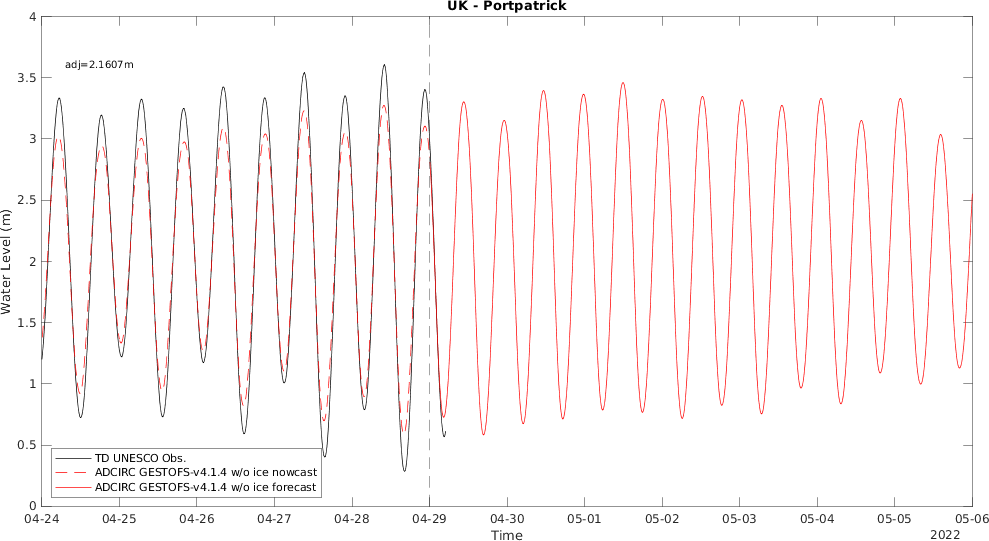 UK - Portpatrick
adj=2.1607m
4
3.5
3
2.5
2
1.5
1
0.5
0
Water Level (m)
TD UNESCO Obs.
ADCIRC GESTOFS-v4.1.4 w/o ice nowcast
ADCIRC GESTOFS-v4.1.4 w/o ice forecast
04-24 04-25 04-26 04-27 04-28 04-29 04-30 05-01 05-02 05-03 05-04 05-05 05-06
Time
2022